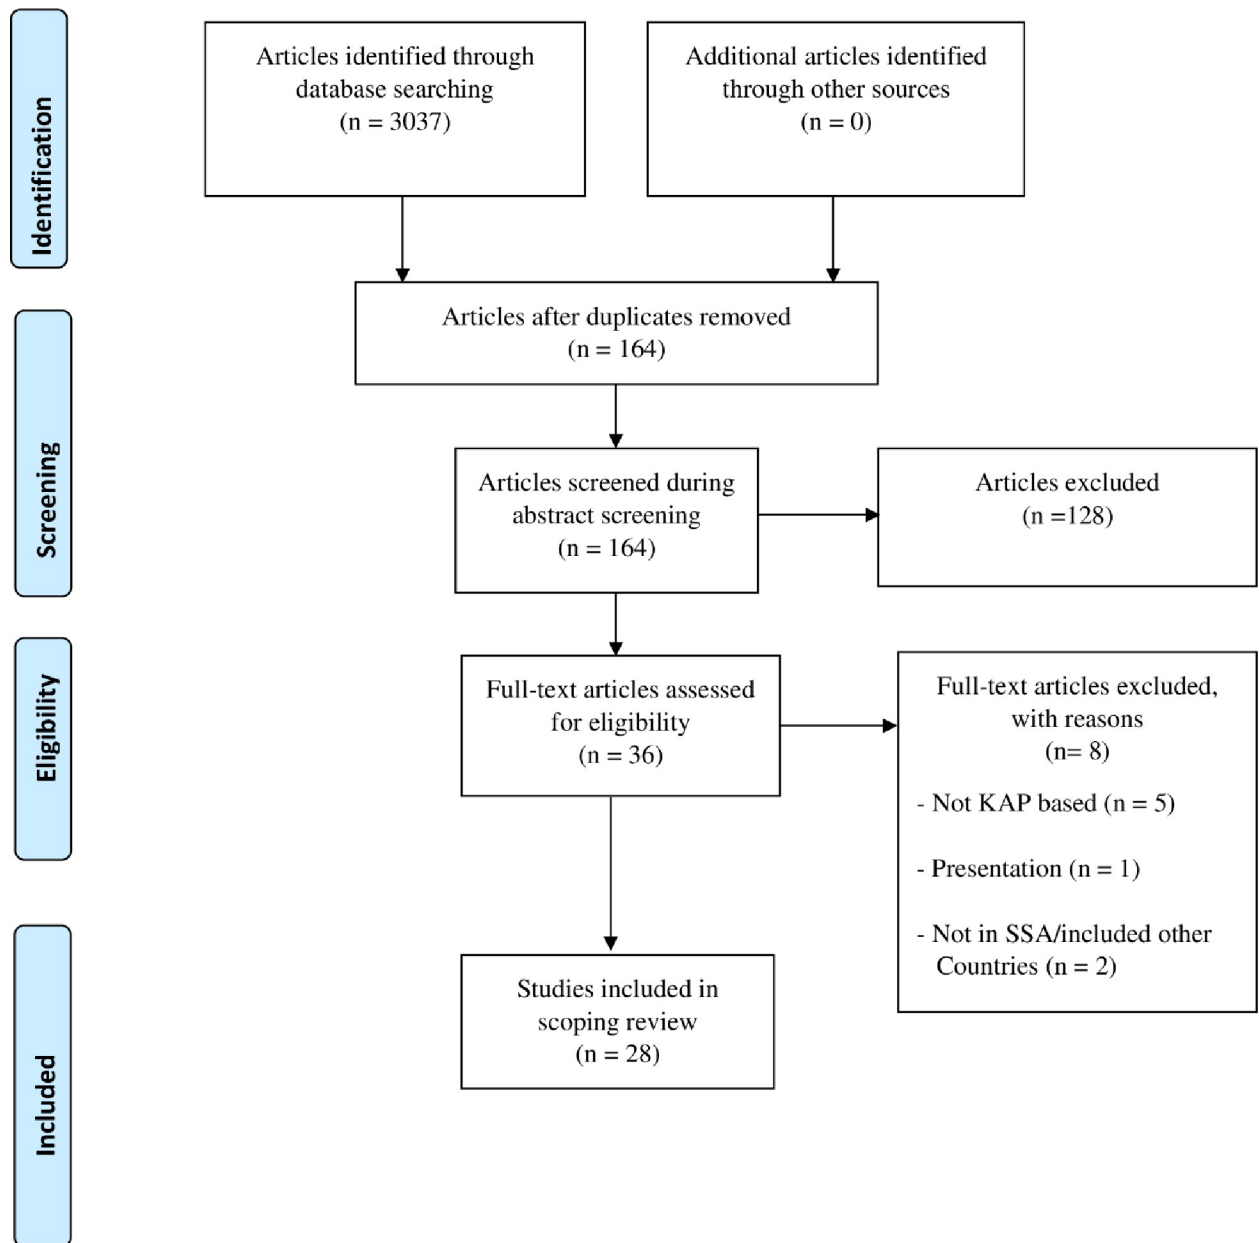 Identification
Articles identified through
database searching
(n = 3037)
Additional articles identified
through other sources
(n = 0)
Articles after duplicates removed
(n = 164)
Screening
Articles screened during
abstract screening
(n = 164)
Articles excluded
(n =128)
Eligibility
Full-text articles assessed
for eligibility
(n = 36)
Full-text articles excluded,
with reasons
(n= 8)
- Not KAP based (n = 5)
- Presentation (n = 1)
- Not in SSA/included other
Countries (n = 2)
Included
Studies included in
scoping review
(n = 28)